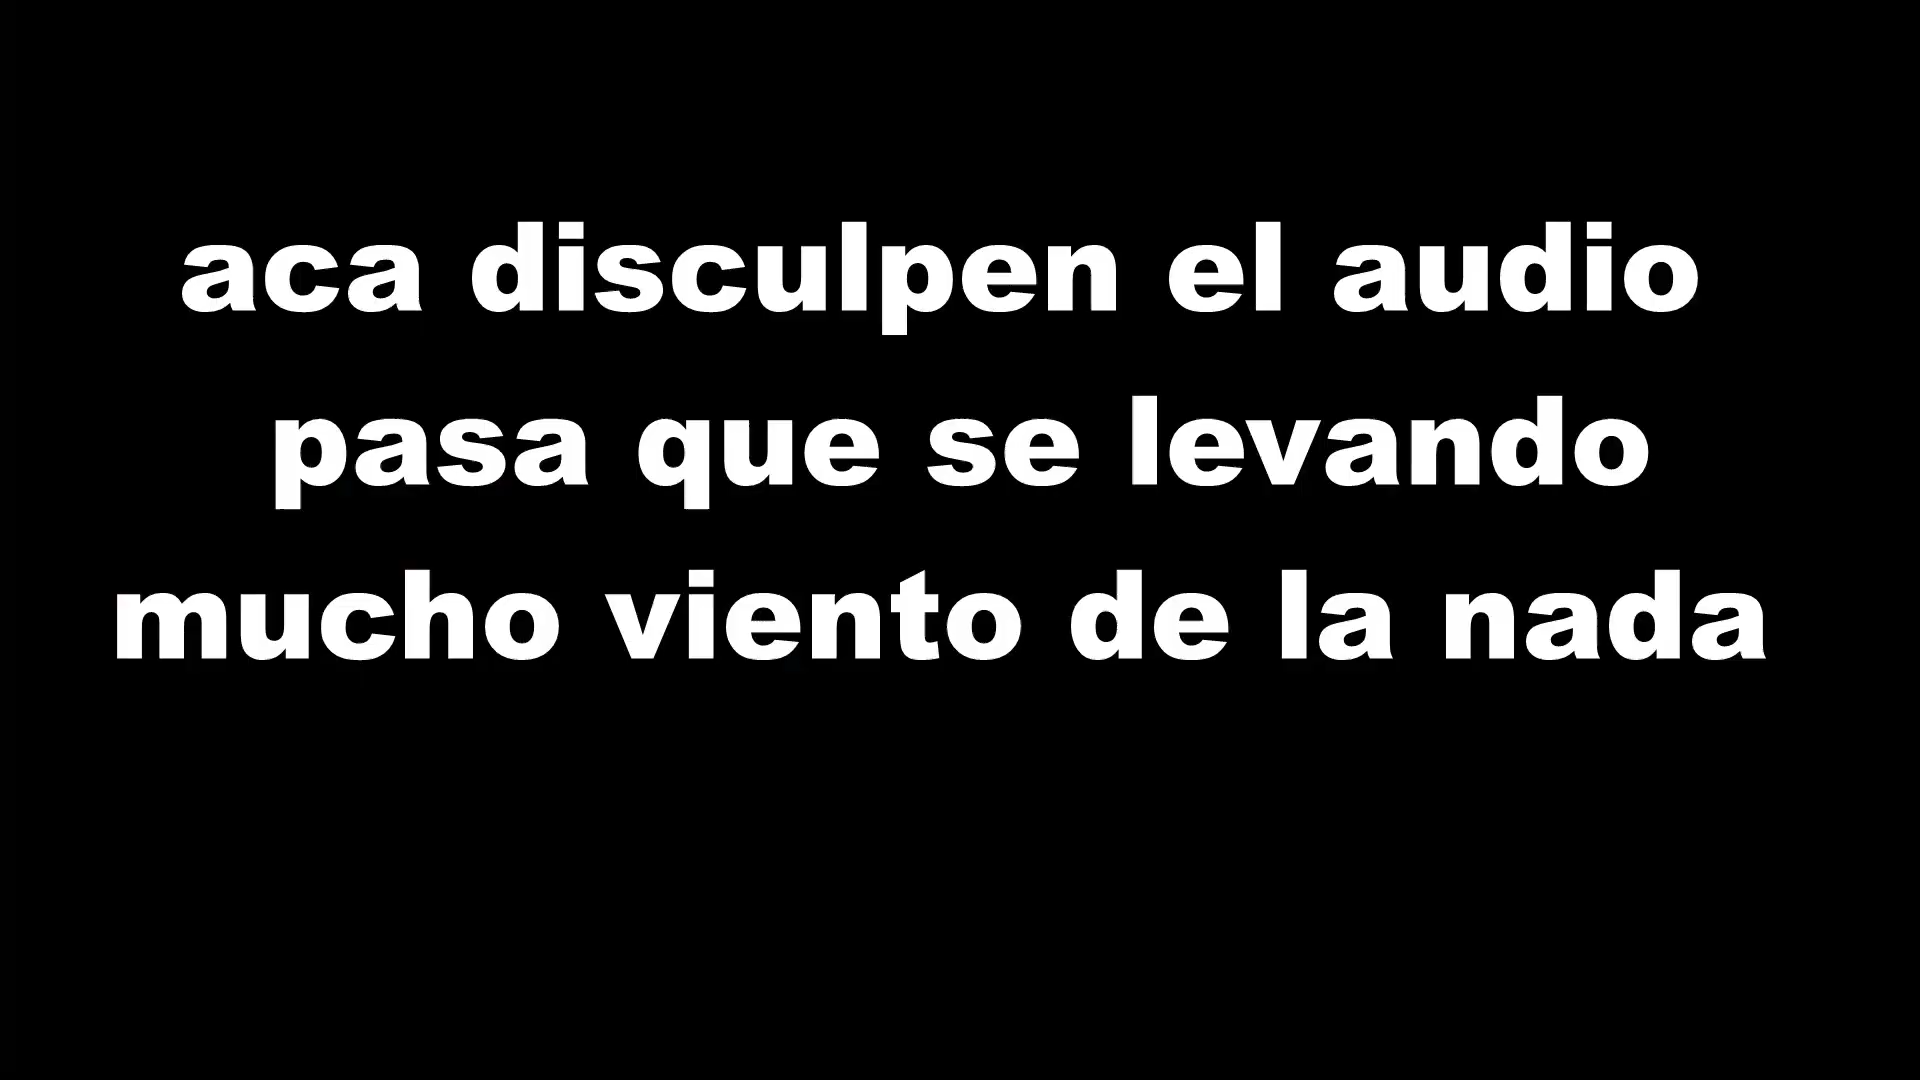 aca disculpen el audio
pasa que se levando
mucho viento de la nada